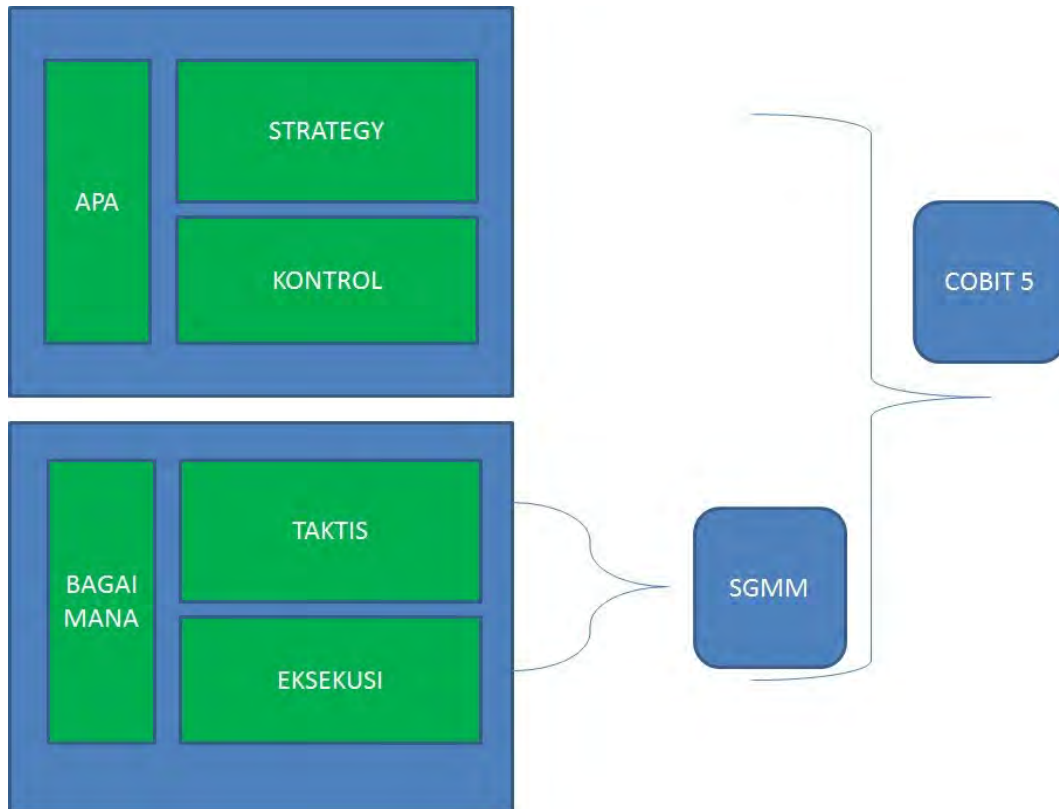 APA
STRATEGY
KONTROL
COBIT 5
BAGAI
MANA
TAKTIS
EKSEKUSI
SGMM